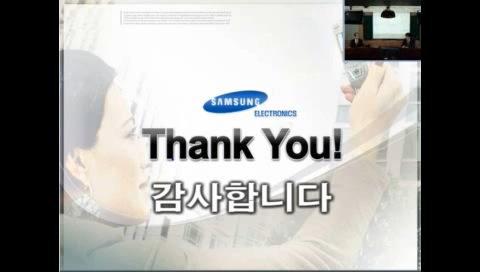 SAMSUNG
ELECTRONICS
Thank You!
감사합니다